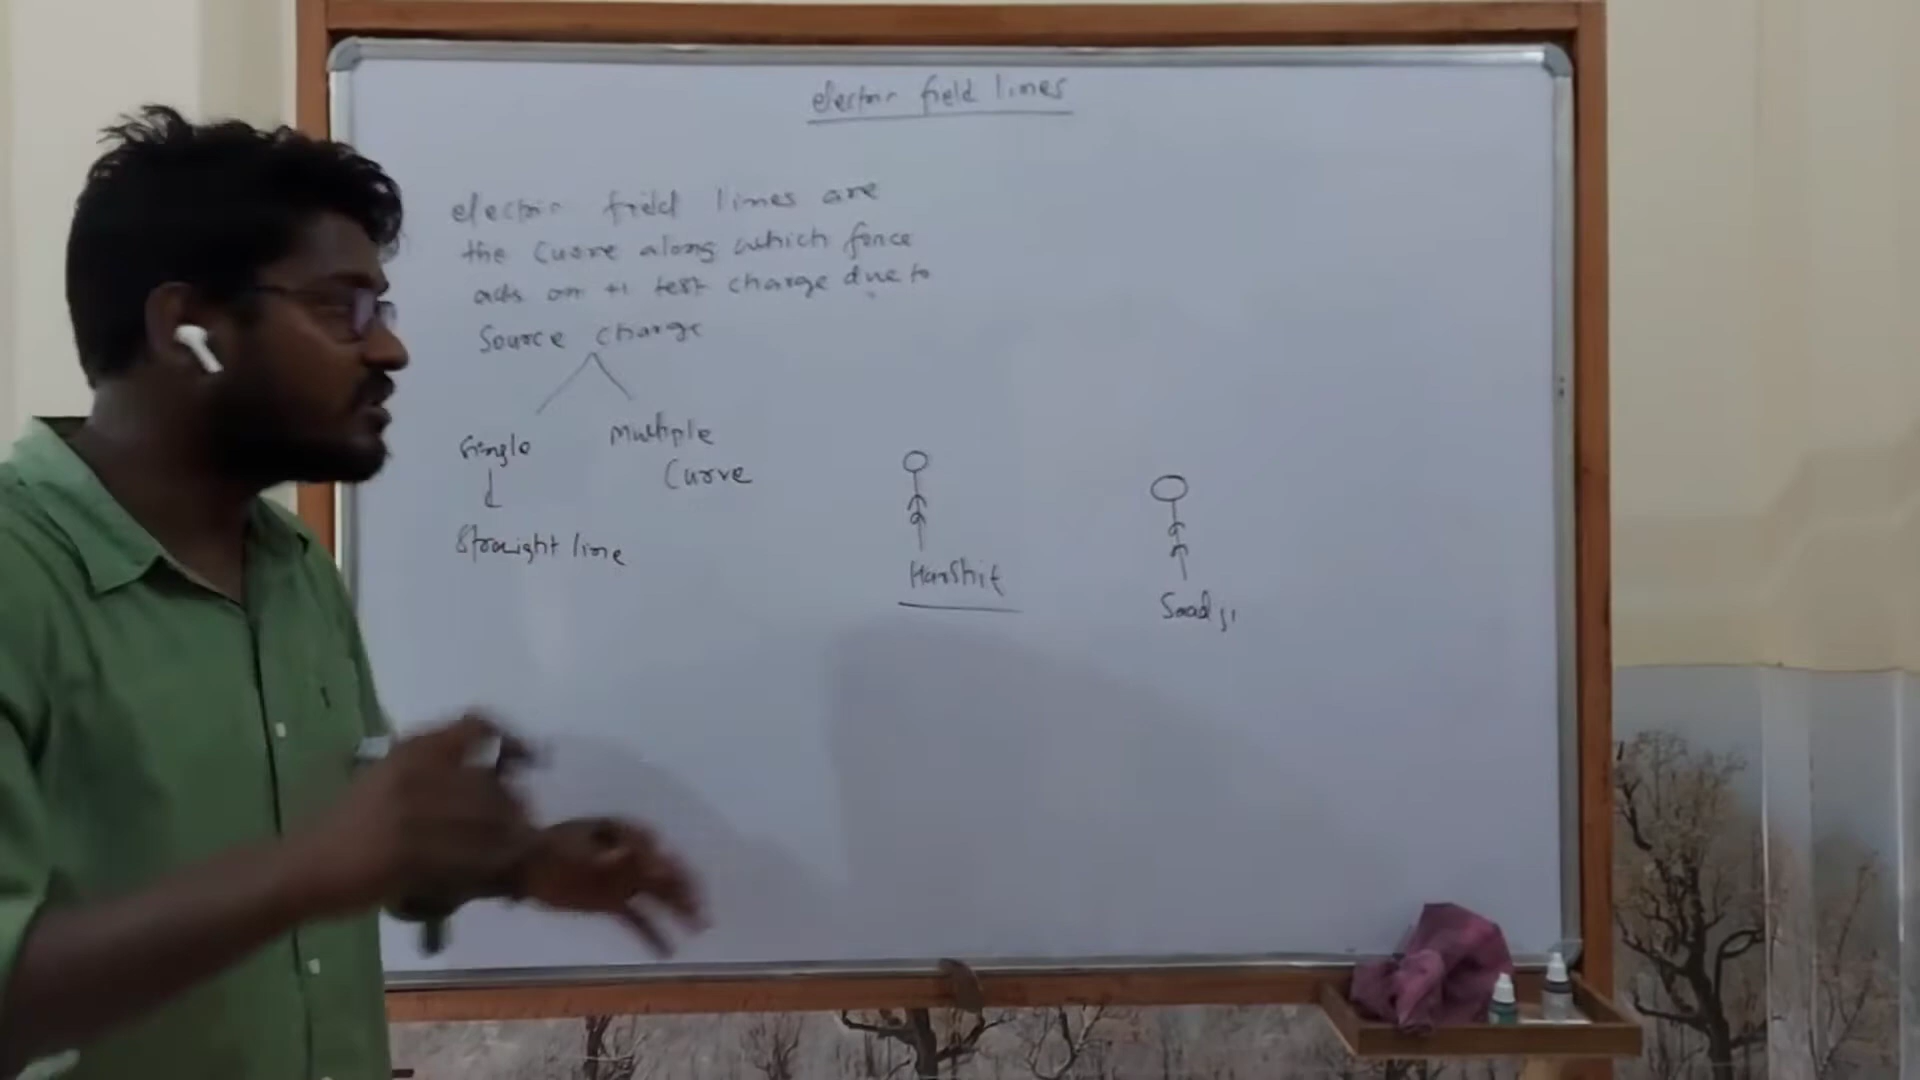 electric field lines
electric field lines are
the curve along which force
acts on +1 test charge due to
Source charge
Single
Multiple
Curve
Straight line
Harshit
Saad ji